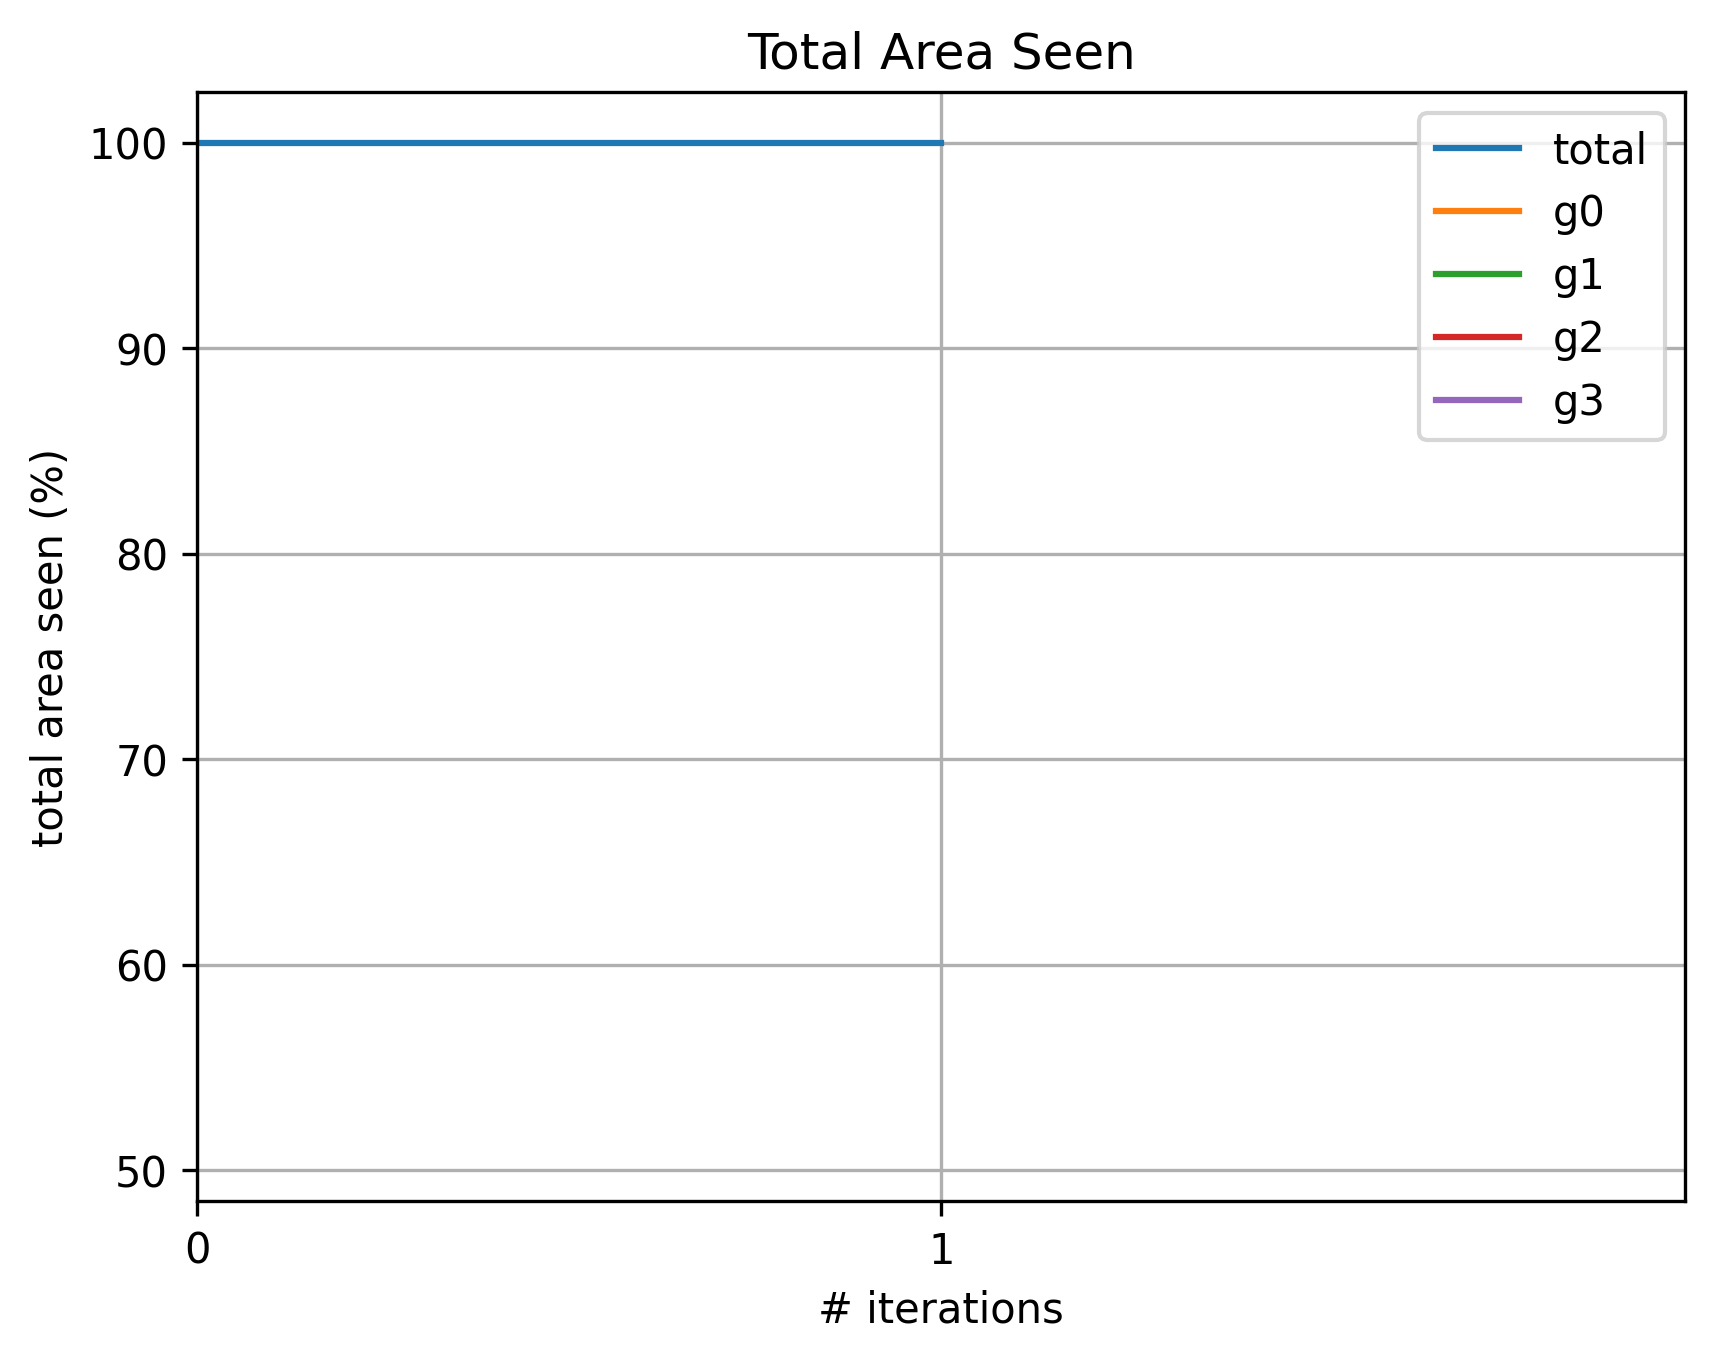 Total Area Seen
total area seen (%)
100
90
80
70
60
50
0
1
# iterations
total
g0
g1
g2
g3